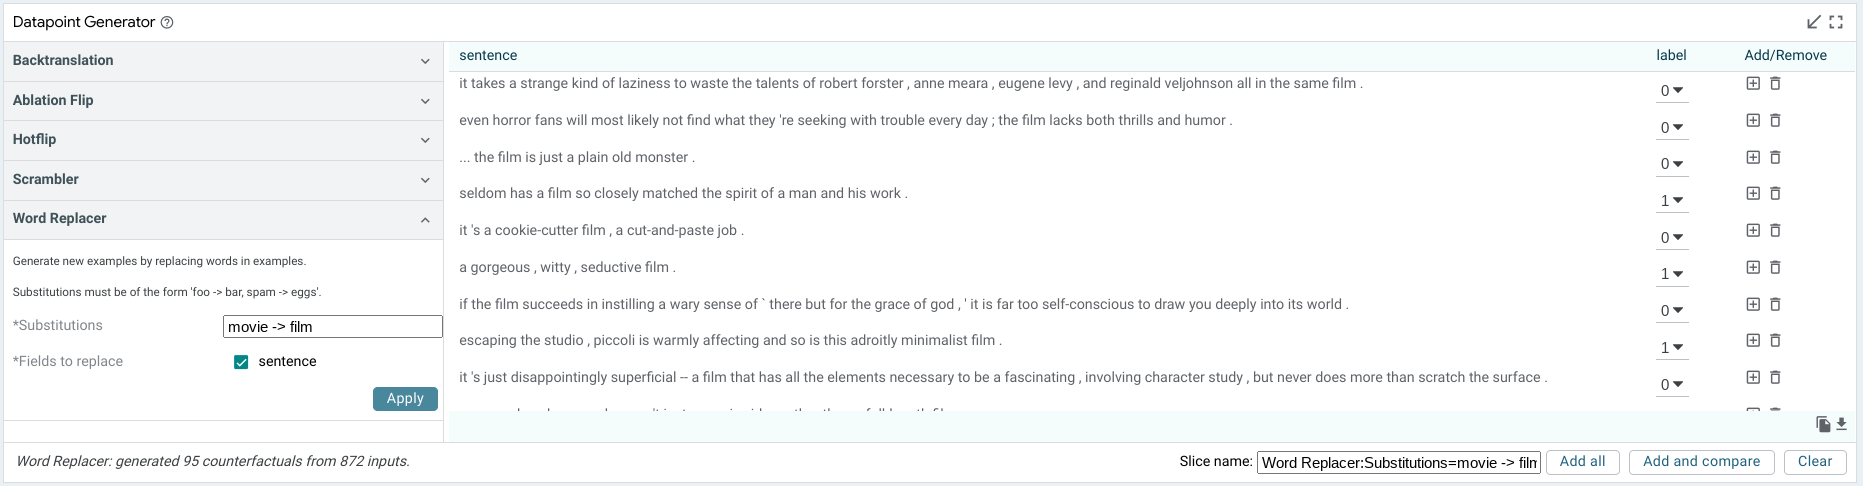 Datapoint Generator
Backtranslation
Ablation Flip
Hotflip
Scrambler
Word Replacer
Generate new examples by replacing words in examples.
Substitutions must be of the form 'foo -> bar, spam -> eggs'.
*Substitutions movie -> film
*Fields to replace sentence
Apply
sentence label Add/Remove
it takes a strange kind of laziness to waste the talents of robert forster , anne meara , eugene levy , and reginald veljohnson all in the same film . 0
even horror fans will most likely not find what they 're seeking with trouble every day ; the film lacks both thrills and humor . 0
... the film is just a plain old monster . 0
seldom has a film so closely matched the spirit of a man and his work . 1
it 's a cookie-cutter film , a cut-and-paste job . 0
a gorgeous , witty , seductive film . 1
if the film succeeds in instilling a wary sense of ` there but for the grace of god , ' it is far too self-conscious to draw you deeply into its world . 0
escaping the studio , piccoli is warmly affecting and so is this adroitly minimalist film . 1
it 's just disappointingly superficial -- a film that has all the elements necessary to be a fascinating , involving character study , but never does more than scratch the surface . 0
Word Replacer: generated 95 counterfactuals from 872 inputs.
Slice name: Word Replacer:Substitutions=movie -> film Add all Add and compare Clear